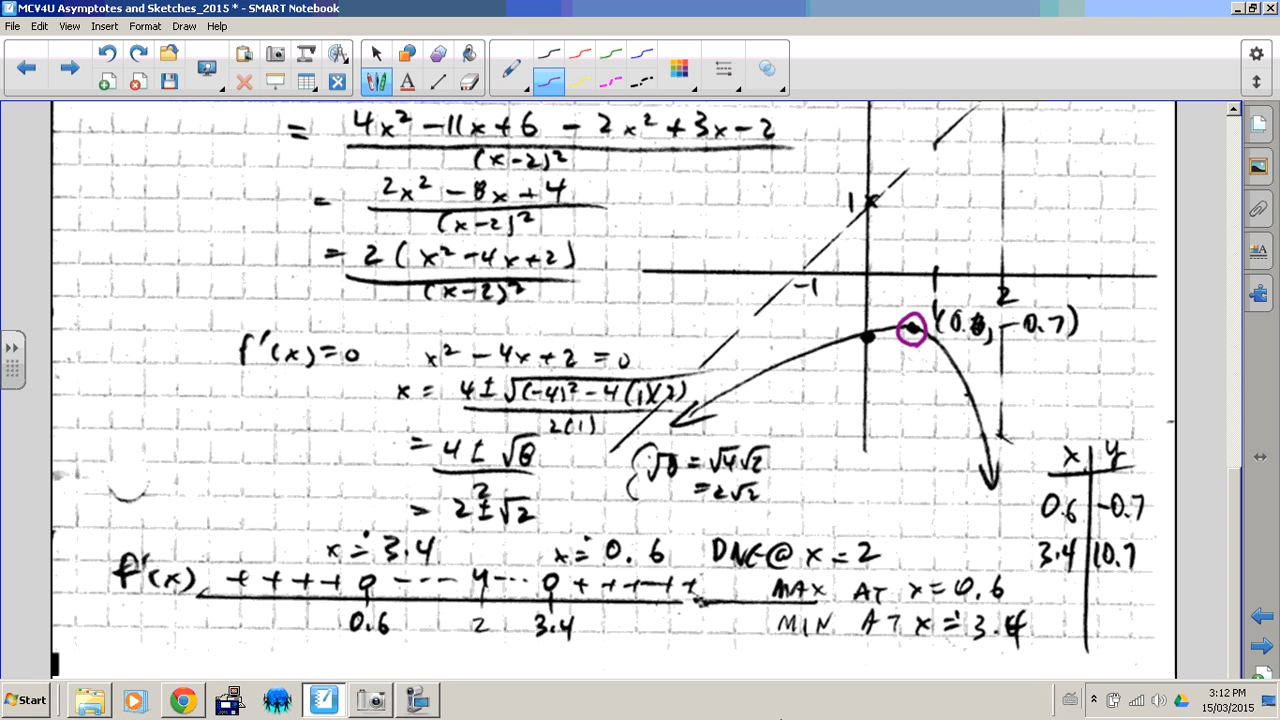 MCV4U Asymptotes and Sketches_2015 * - SMART Notebook
File Edit View Insert Format Draw Help
= 4x² - 11x + 6 - 2x² + 3x - 2
(x-2)²
= 2x² - 8x + 4
(x-2)²
= 2(x² - 4x + 2)
(x-2)²
f'(x)=0 x² - 4x + 2 = 0
x = 4 ± √(-4)² - 4(1)(2)
2(1)
= 4 ± √8
2
= 2 ± √2
√8 = √4√2
= 2√2
x ≐ 3.4 x ≐ 0.6 DNE @ x = 2
f'(x) + + + + 0 - - - - 0 + + + + +
0.6 2 3.4
MAX AT x = 0.6
MIN AT x ≐ 3.4
1
-1 1 2
(0.6, -0.7)
x y
0.6 -0.7
3.4 10.7
Start
3:12 PM
15/03/2015